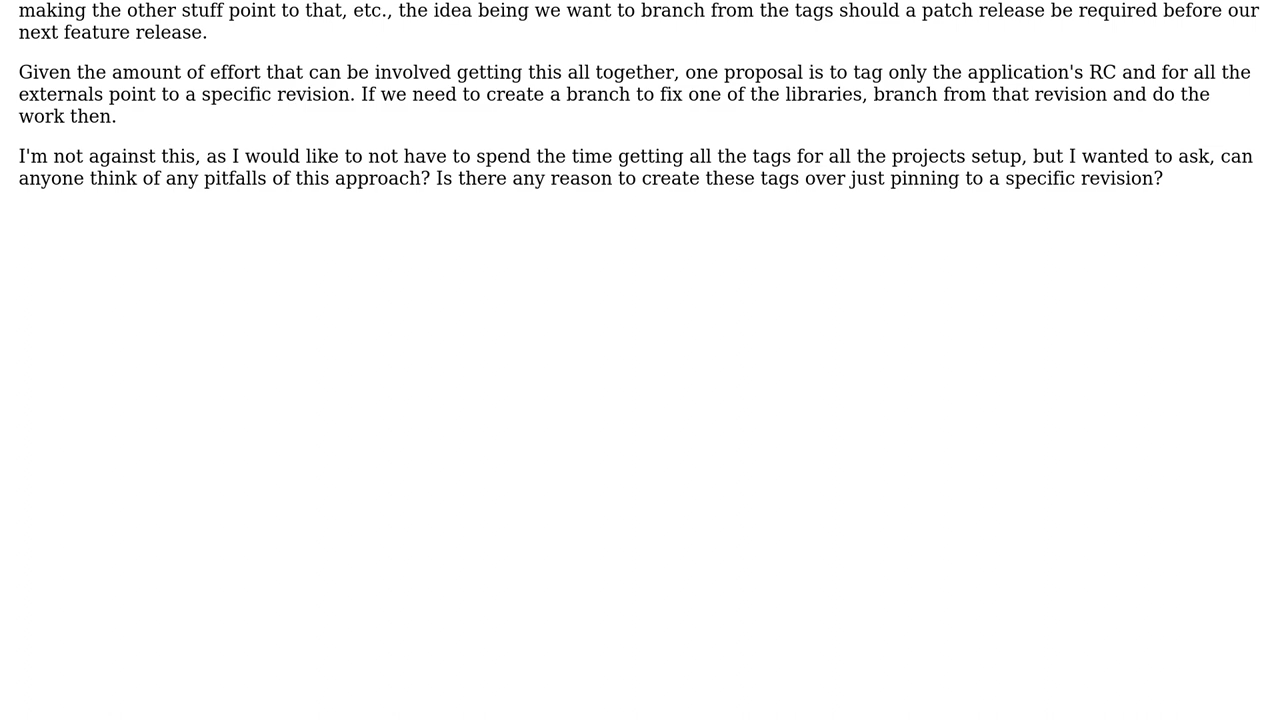 making the other stuff point to that, etc., the idea being we want to branch from the tags should a patch release be required before our
next feature release.
Given the amount of effort that can be involved getting this all together, one proposal is to tag only the application's RC and for all the
externals point to a specific revision. If we need to create a branch to fix one of the libraries, branch from that revision and do the
work then.
I'm not against this, as I would like to not have to spend the time getting all the tags for all the projects setup, but I wanted to ask, can
anyone think of any pitfalls of this approach? Is there any reason to create these tags over just pinning to a specific revision?